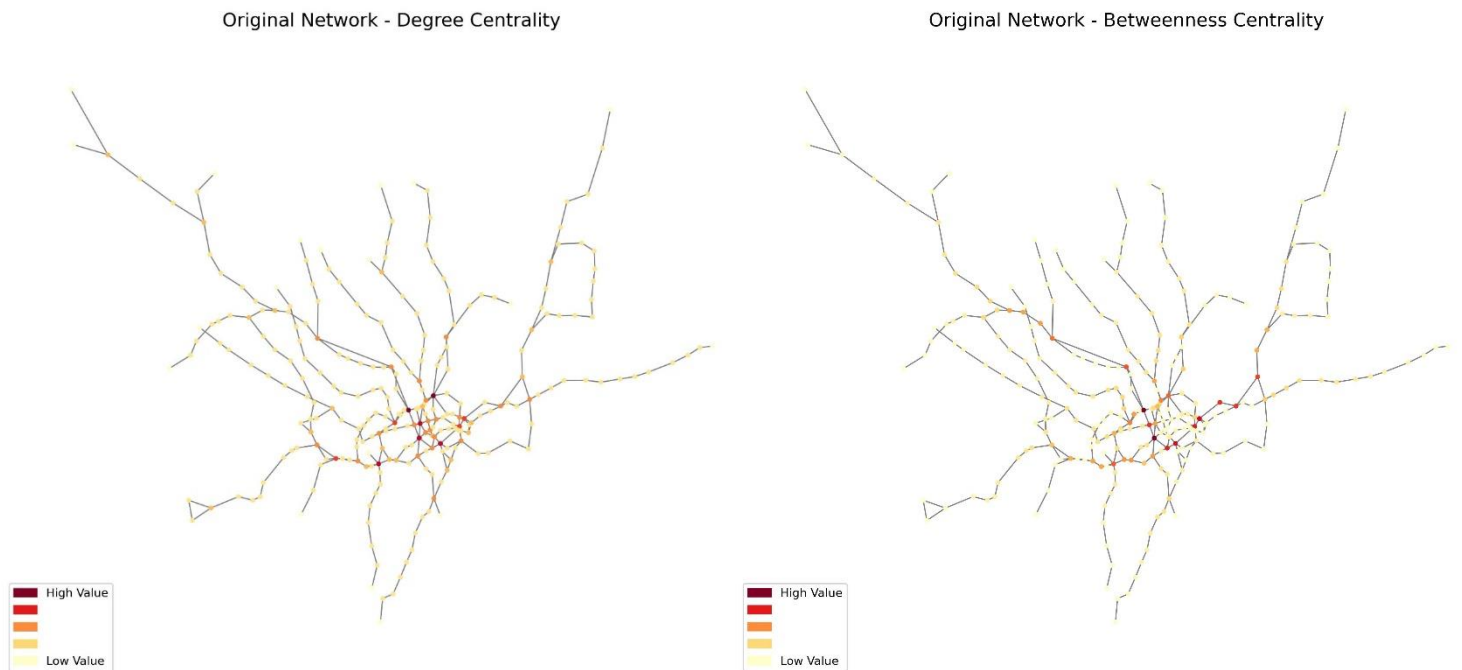 Original Network - Degree Centrality
Original Network - Betweenness Centrality
High Value
Low Value
High Value
Low Value